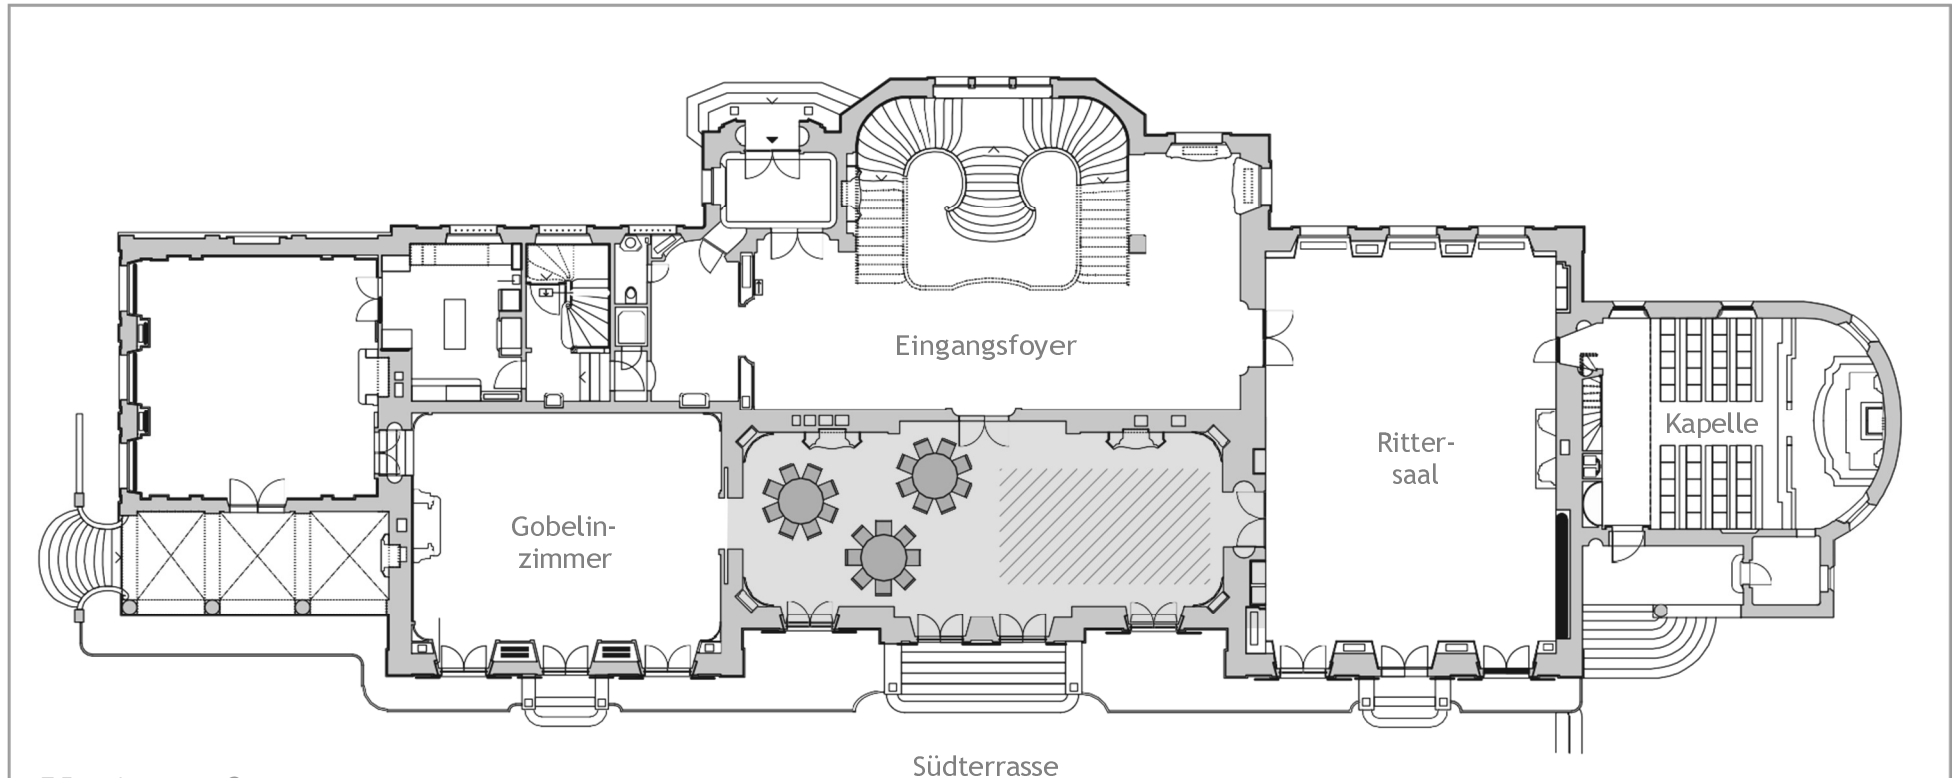 Eingangsfoyer
Kapelle
Ritter-
saal
Gobelin-
zimmer
Südterrasse